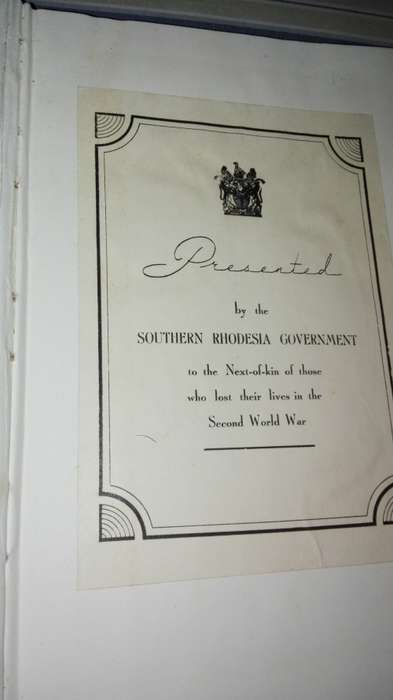 Presented
by the
SOUTHERN RHODESIA GOVERNMENT
to the Next-of-kin of those
who lost their lives in the
Second World War